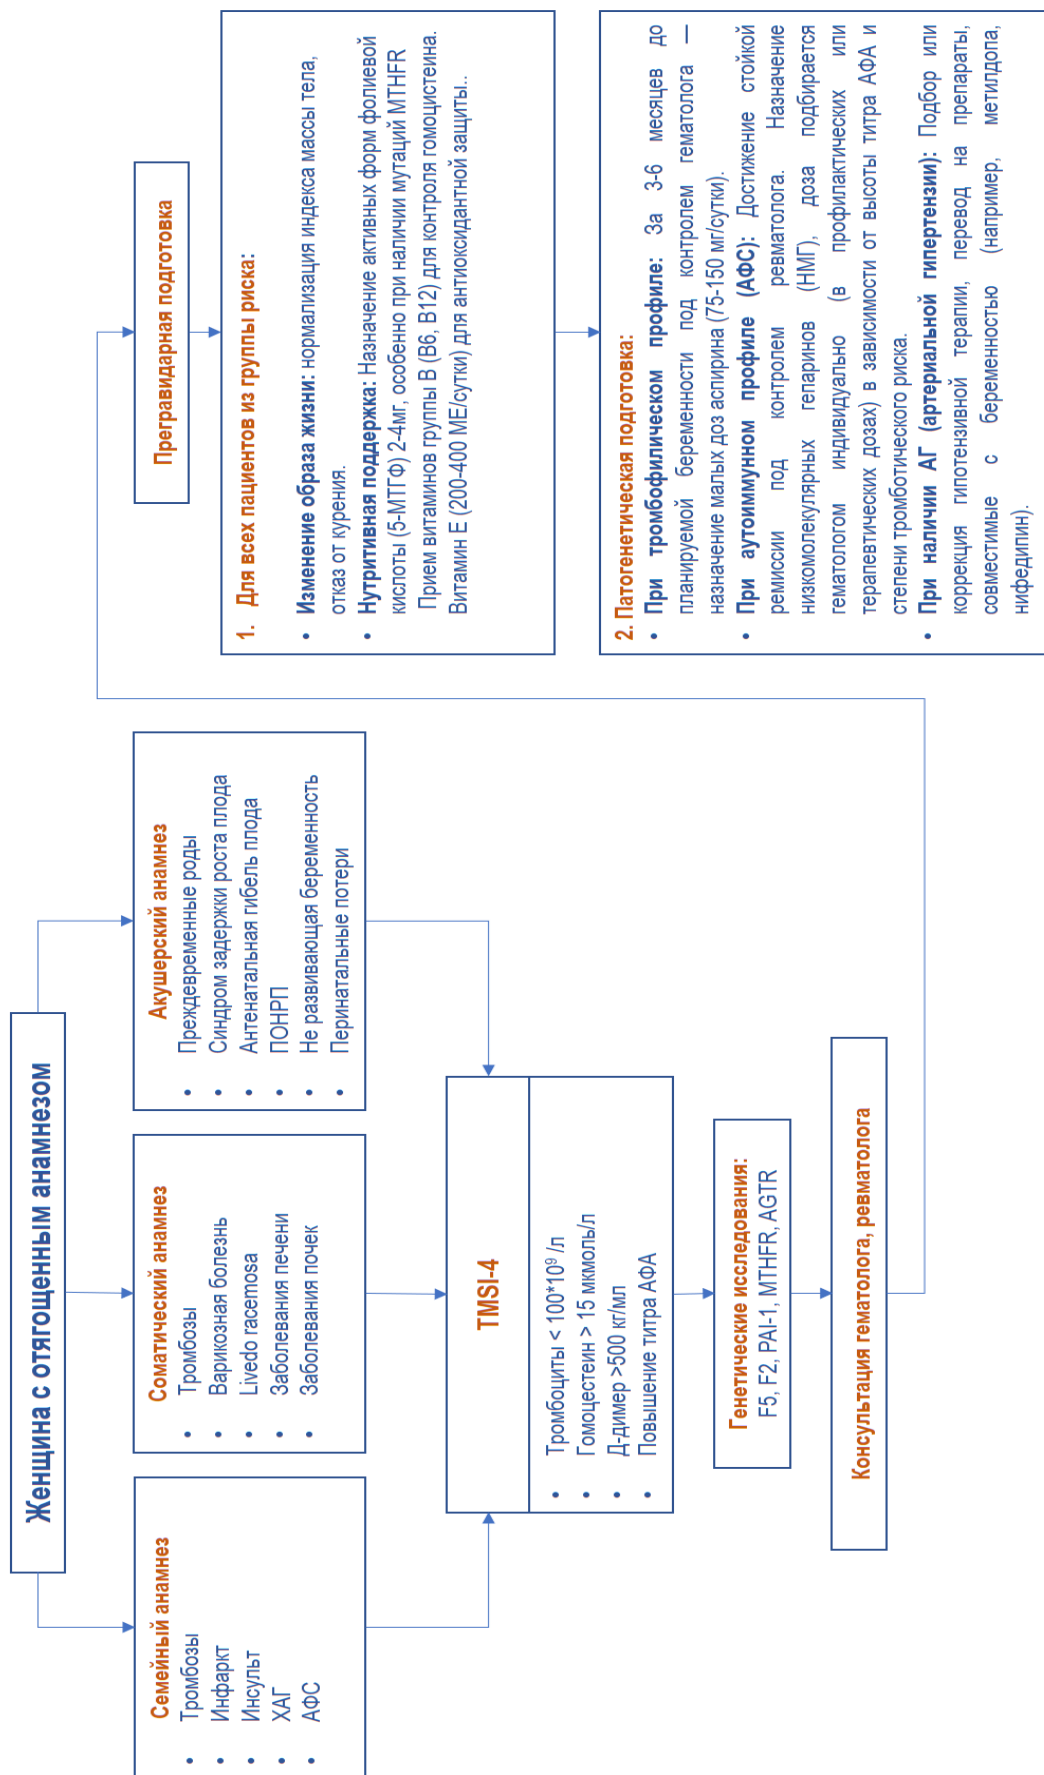 Женщина с отягощенным анамнезом
Семейный анамнез
• Тромбозы
• Инфаркт
• Инсульт
• ХАГ
• АФС
Соматический анамнез
• Тромбозы
• Варикозная болезнь
• Livedo racemosa
• Заболевания печени
• Заболевания почек
Акушерский анамнез
• Преждевременные роды
• Синдром задержки роста плода
• Антенатальная гибель плода
• ПОНРП
• Не развивающая беременность
• Перинатальные потери
TMSI-4
• Тромбоциты < 100*10⁹ /л
• Гомоцестеин > 15 мкмоль/л
• Д-димер >500 кг/мл
• Повышение титра АФА
Генетические исследования:
F5, F2, PAI-1, MTHFR, AGTR
Консультация гематолога, ревматолога
Прегравидарная подготовка
1. Для всех пациентов из группы риска:
• Изменение образа жизни: нормализация индекса массы тела,
отказ от курения.
• Нутритивная поддержка: Назначение активных форм фолиевой
кислоты (5-МТГФ) 2-4мг, особенно при наличии мутаций MTHFR
Прием витаминов группы B (B6, B12) для контроля гомоцистеина.
Витамин Е (200-400 МЕ/сутки) для антиоксидантной защиты..
2. Патогенетическая подготовка:
• При тромбофилическом профиле: За 3-6 месяцев до
планируемой беременности под контролем гематолога —
назначение малых доз аспирина (75-150 мг/сутки).
• При аутоиммунном профиле (АФС): Достижение стойкой
ремиссии под контролем ревматолога. Назначение
низкомолекулярных гепаринов (НМГ), доза подбирается
гематологом индивидуально (в профилактических или
терапевтических дозах) в зависимости от высоты титра АФА и
степени тромботического риска.
• При наличии АГ (артериальной гипертензии): Подбор или
коррекция гипотензивной терапии, перевод на препараты,
совместимые с беременностью (например, метилдопа,
нифедипин).